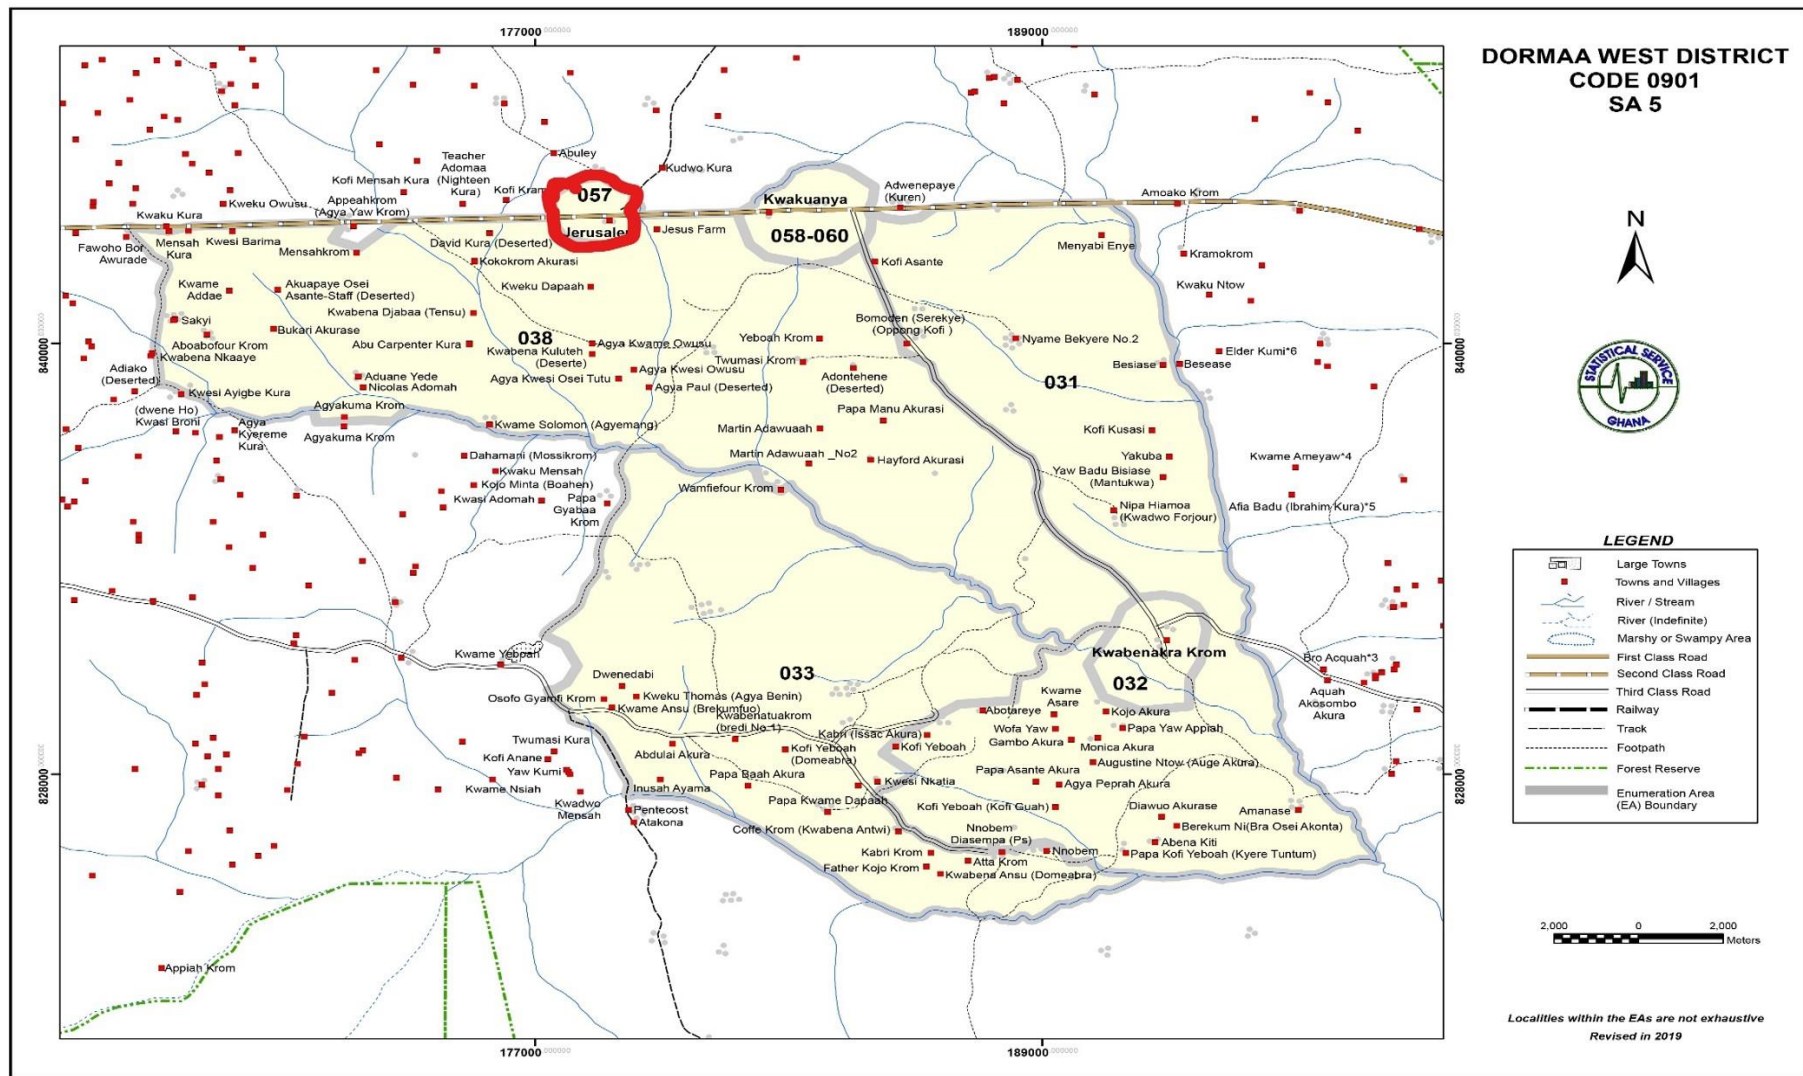 177000
189000
DORMAA WEST DISTRICT
CODE 0901
SA 5
Abuley
Teacher
Adomaa
(Nighteen
Kura)
Kudwo Kura
Kofi Mensah Kura
Kofi Kram
057
Kweku Owusu
Appeahkrom
(Agya Yaw Krom)
Kwakuanya
Adwenepaye
(Kuren)
Amoako Krom
Kwaku Kura
Mensah
Kura
Kwesi Barima
David Kura (Deserted)
Jerusalem
Jesus Farm
058-060
Menyabi Enye
Fawoho Bor
Awurade
Mensahkrom
Kokokrom Akurasi
Kofi Asante
Kramokrom
Kwame
Addae
Akuapaye Osei
Asante-Staff (Deserted)
Kweku Dapaah
Kwaku Ntow
Kwabena Djabaa (Tensu)
Sakyi
Bukari Akurase
038
Bomoden (Serekye)
(Oppong Kofi )
840000
Aboabofour Krom
Kwabena Nkaaye
Abu Carpenter Kura
Kwabena Kuluteh
(Deserte)
Agya Kwame Owusu
Yeboah Krom
Nyame Bekyere No.2
Elder Kumi*6
840000
Adiako
(Deserted)
Aduane Yede
Nicolas Adomah
Agya Kwesi Osei Tutu
Agya Kwesi Owusu
Agya Paul (Deserted)
Twumasi Krom
Adontehene
(Deserted)
031
Besiase
Besease
Kwesi Ayigbe Kura
(dwene Ho)
Kwasi Broni
Agya
Kyereme
Kura
Agyakuma Krom
Agyakuma Krom
Kwame Solomon (Agyemang)
Papa Manu Akurasi
Martin Adawuaah
Kofi Kusasi
Dahamani (Mossikrom)
Kwaku Mensah
Kojo Minta (Boahen)
Kwasi Adomah
Papa
Gyabaa
Krom
Martin Adawuaah _No2
Hayford Akurasi
Wamfiefour Krom
Yakuba
Yaw Badu Bisiase
(Mantukwa)
Kwame Ameyaw*4
Nipa Hiamoa
(Kwadwo Forjour)
Afia Badu (Ibrahim Kura)*5
Kwame Yeboah
Kwabenakra Krom
Bro Acquah*3
033
032
Aquah
Akosombo
Akura
Dwenedabi
Osofo Gyamfi Krom
Kweku Thomas (Agya Benin)
Kwame Ansu (Brekumfuo)
Kwabenatuakrom
(bredi No.1)
Kwame
Asare
Abotareye
Kojo Akura
Wofa Yaw
Papa Yaw Appiah
Twumasi Kura
Kabri (Issac Akura)
Kofi Yeboah
Gambo Akura
Monica Akura
Kofi Anane
Abdulai Akura
Kofi Yeboah
(Domeabra)
Augustine Ntow (Auge Akura)
Yaw Kumi
828000
Papa Baah Akura
Kwesi Nkatia
Papa Asante Akura
828000
Kwame Nsiah
Inusah Ayama
Agya Peprah Akura
Kwadwo
Mensah
Papa Kwame Dapaah
Kofi Yeboah (Kofi Guah)
Diawuo Akurase
Amanase
Pentecost
Atakona
Coffe Krom (Kwabena Antwi)
Nnobem
Diasempa (Ps)
Berekum Ni(Bra Osei Akonta)
Abena Kiti
Kabri Krom
Nnobem
Papa Kofi Yeboah (Kyere Tuntum)
Father Kojo Krom
Atta Krom
Kwabena Ansu (Domeabra)
Appiah Krom
177000
189000
N
STATISTICAL SERVICE
GHANA
LEGEND
Large Towns
Towns and Villages
River / Stream
River (Indefinite)
Marshy or Swampy Area
First Class Road
Second Class Road
Third Class Road
Railway
Track
Footpath
Forest Reserve
Enumeration Area
(EA) Boundary
2,000 0 2,000
Meters
Localities within the EAs are not exhaustive
Revised in 2019